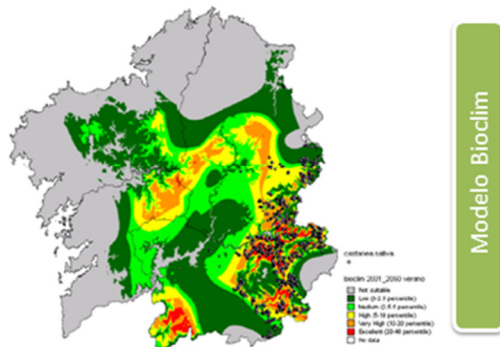 castanea sativa
bioclim 2001_2060 verano
Not suitable
Low (0-2.5 percentile)
Medium (2.5-5 percentile)
High (5-10 percentile)
Very High (10-20 percentile)
Excellent (20-40 percentile)
No data
Modelo Bioclim